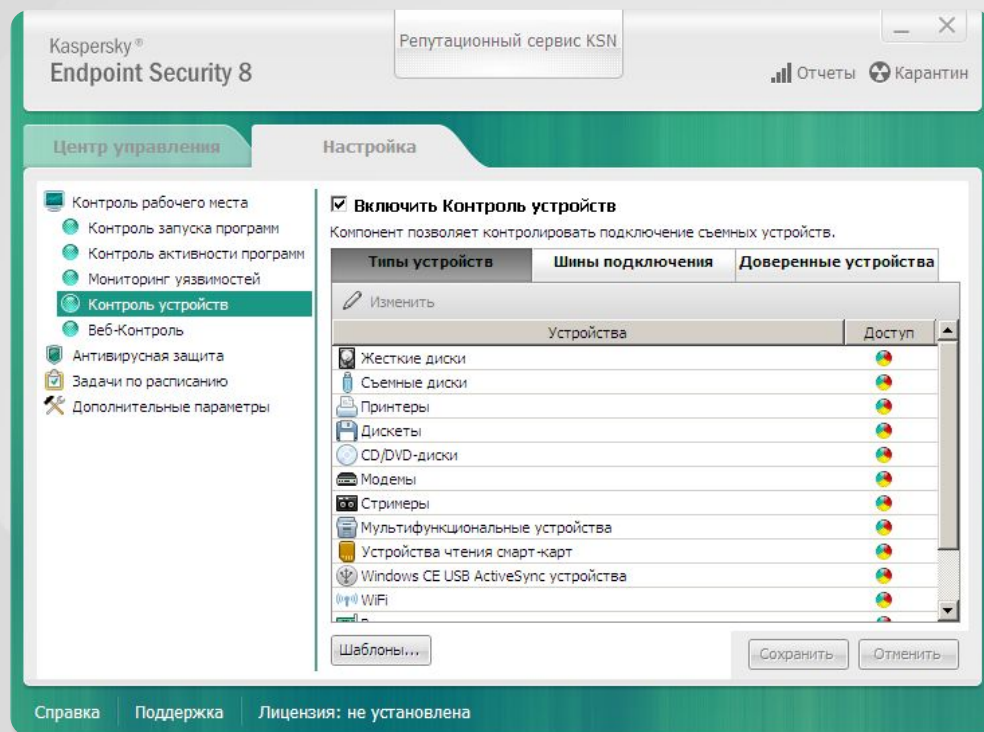 Kaspersky ®
Endpoint Security 8
Репутационный сервис KSN
Отчеты
Карантин
Центр управления
Настройка
Контроль рабочего места
Контроль запуска программ
Контроль активности программ
Мониторинг уязвимостей
Контроль устройств
Веб-Контроль
Антивирусная защита
Задачи по расписанию
Дополнительные параметры
Включить Контроль устройств
Компонент позволяет контролировать подключение съемных устройств.
Типы устройств
Шины подключения
Доверенные устройства
Изменить
Устройства
Доступ
Жесткие диски
Съемные диски
Принтеры
Дискеты
CD/DVD-диски
Модемы
Стримеры
Мультифункциональные устройства
Устройства чтения смарт-карт
Windows CE USB ActiveSync устройства
WiFi
Шаблоны...
Сохранить
Отменить
Справка
Поддержка
Лицензия: не установлена